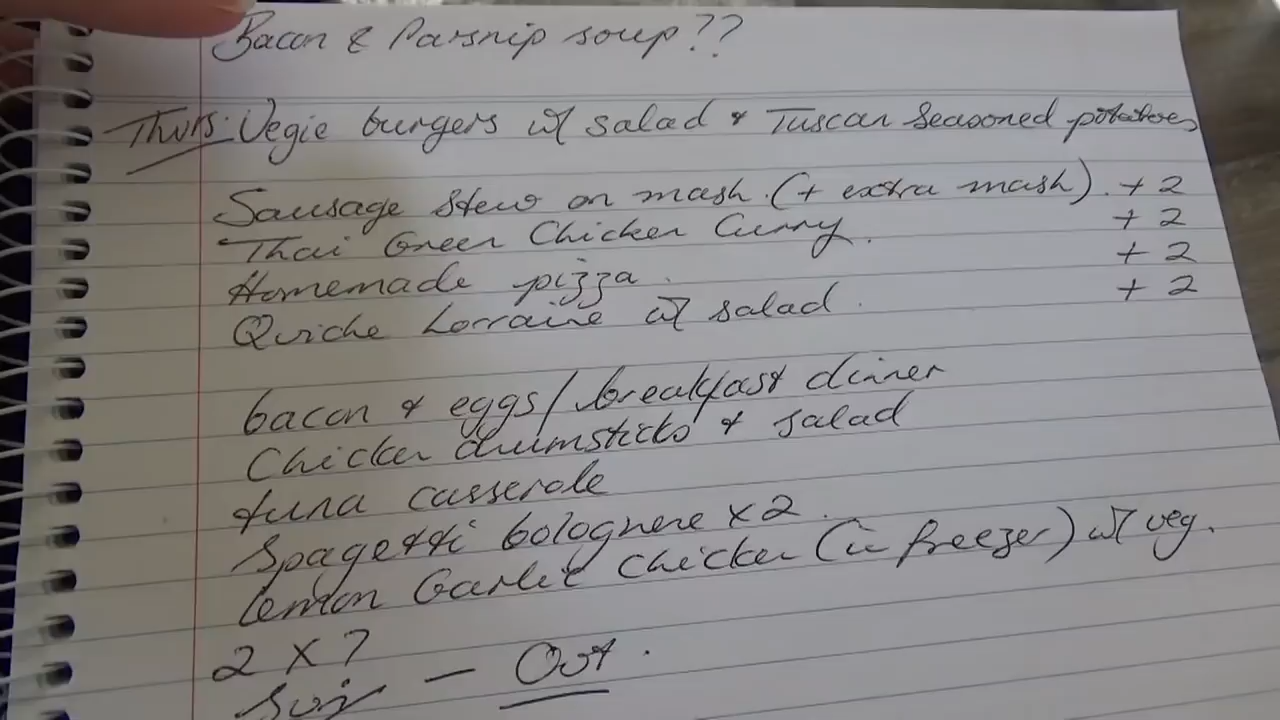 Bacon & Parsnip soup??
Thurs: Vegie burgers w/ salad & Tuscan Seasoned potatoes
Sausage stew on mash. (+ extra mash). + 2
Thai Green Chicken Curry. + 2
Homemade pizza. + 2
Quiche Lorraine w/ salad. + 2
bacon & eggs/breakfast dinner
Chicken drumsticks & salad
tuna casserole
Spagetti bolognese x2.
Lemon Garlic Chicken (in freezer) w/ veg.
2 x ?
— Out.